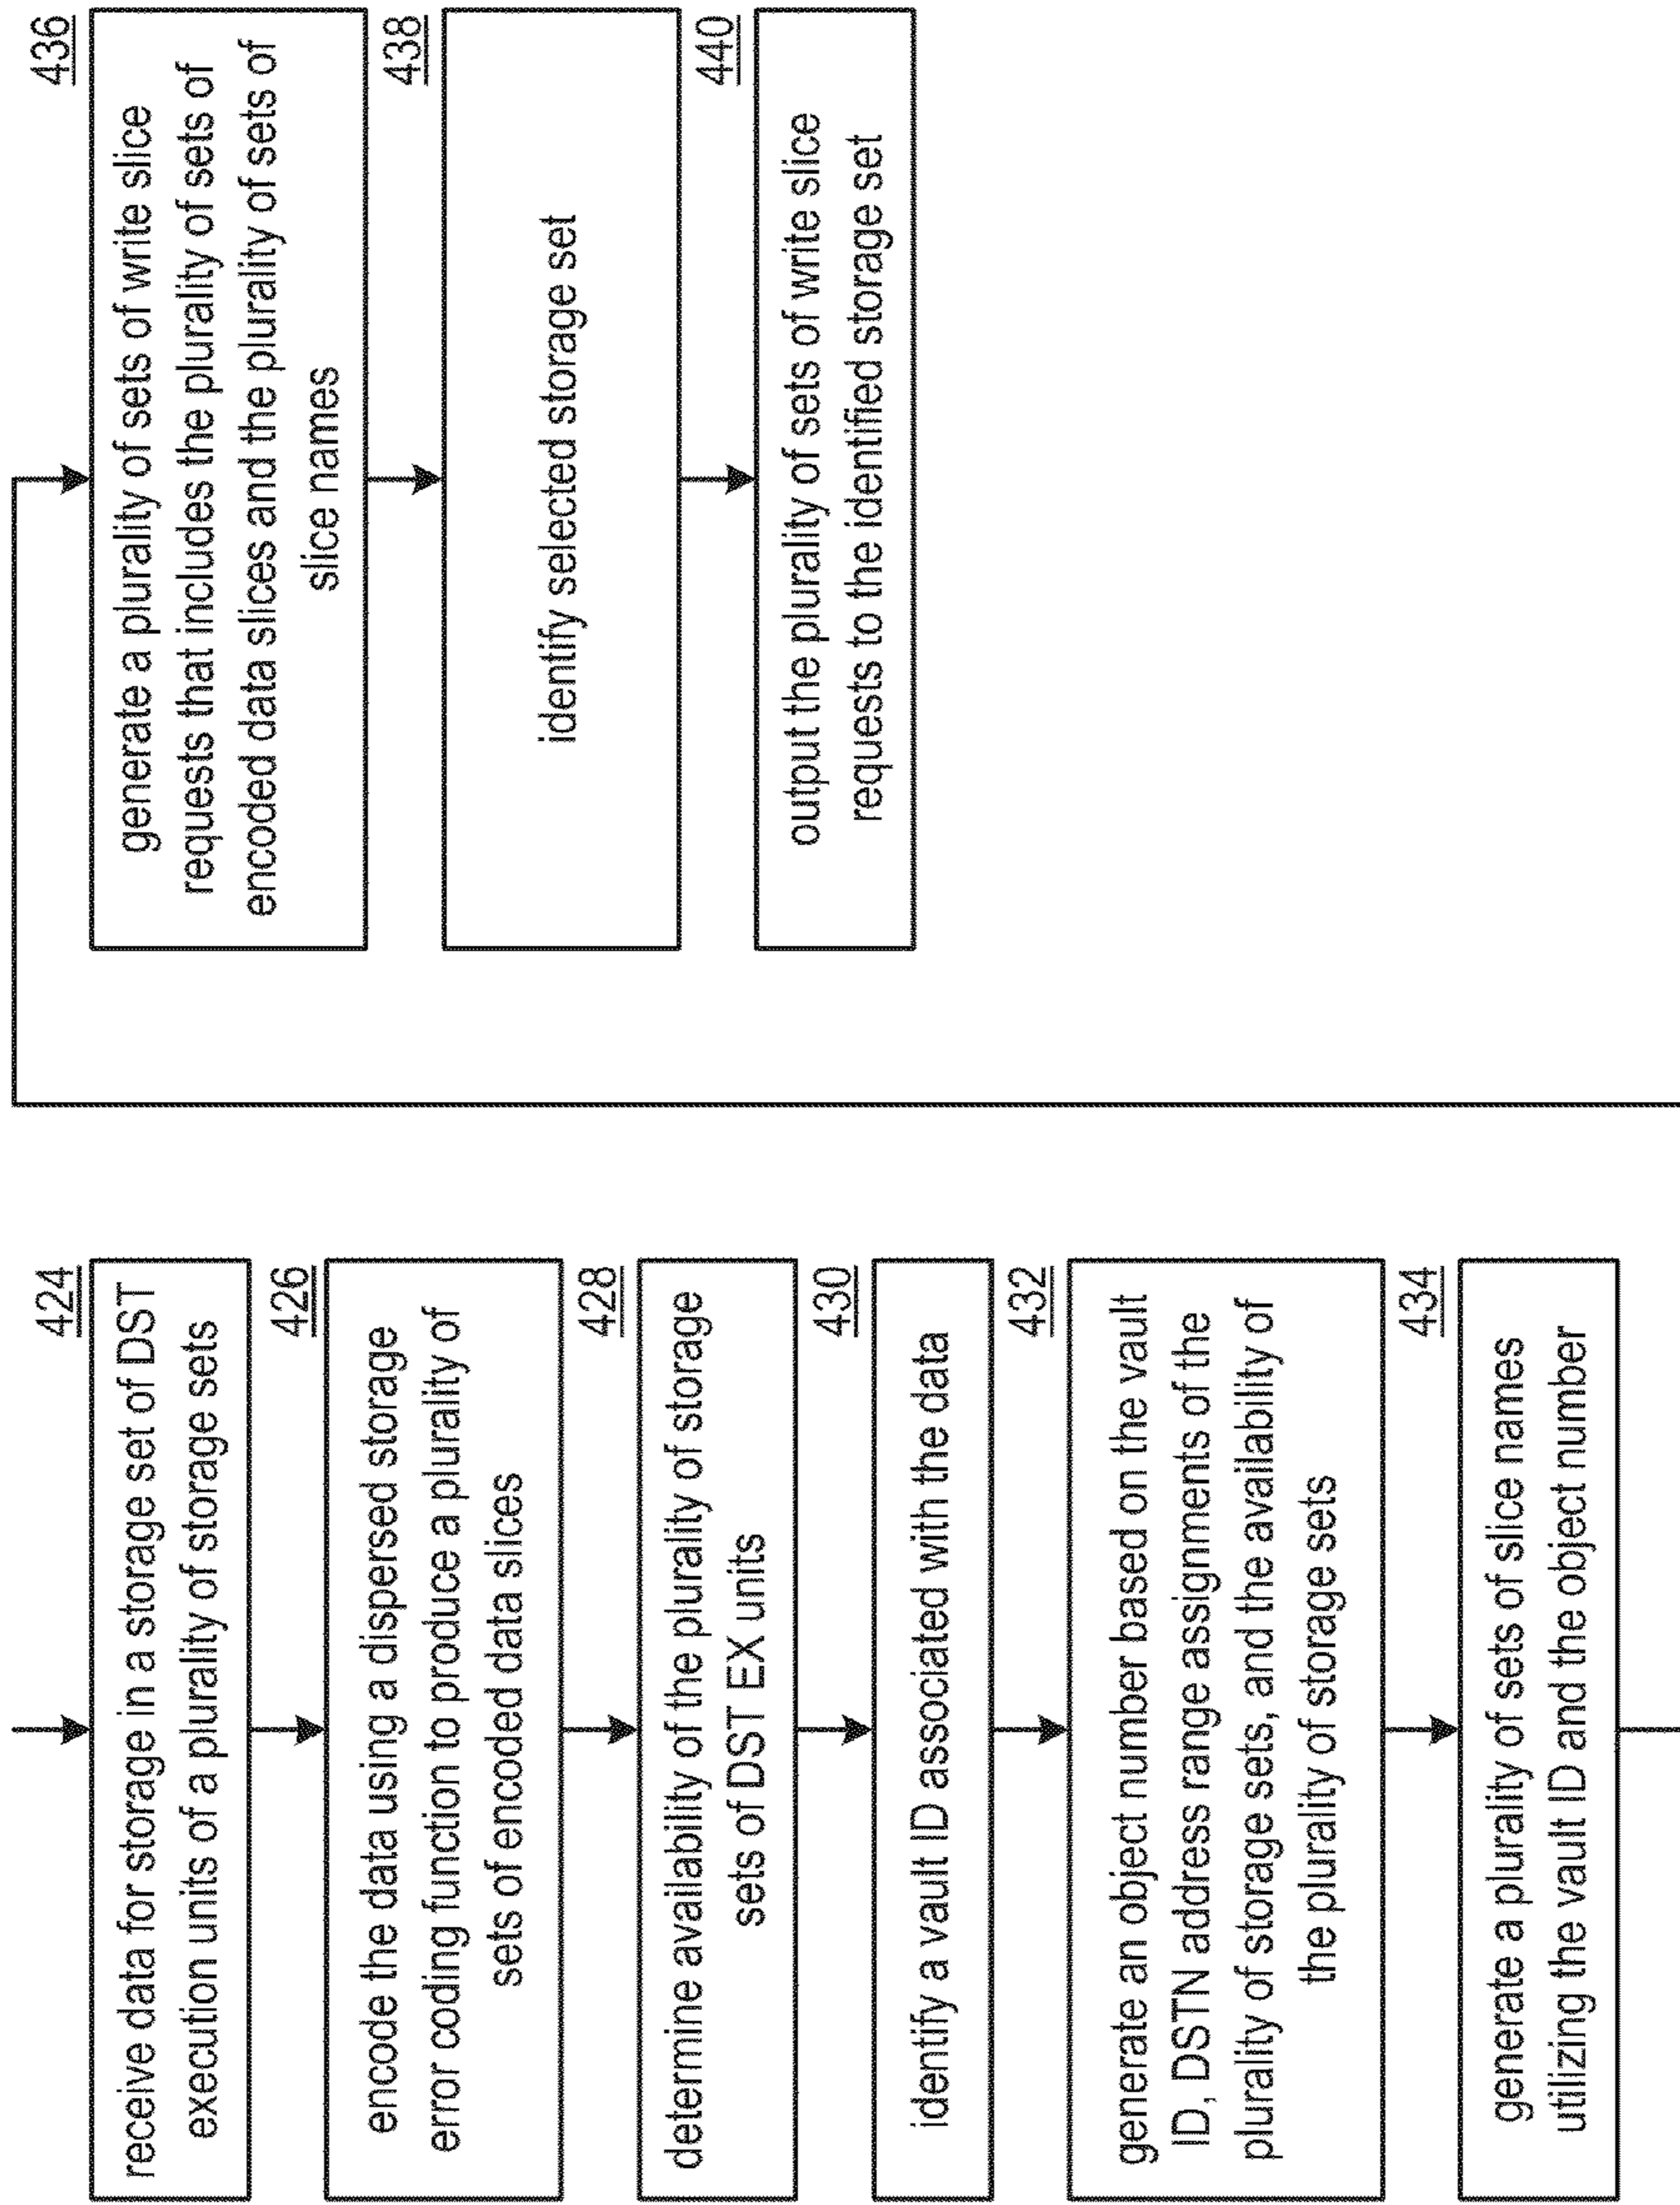 424
receive data for storage in a storage set of DST
execution units of a plurality of storage sets
426
encode the data using a dispersed storage
error coding function to produce a plurality of
sets of encoded data slices
428
determine availability of the plurality of storage
sets of DST EX units
430
identify a vault ID associated with the data
432
generate an object number based on the vault
ID, DSTN address range assignments of the
plurality of storage sets, and the availability of
the plurality of storage sets
434
generate a plurality of sets of slice names
utilizing the vault ID and the object number
436
generate a plurality of sets of write slice
requests that includes the plurality of sets of
encoded data slices and the plurality of sets of
slice names
438
identify selected storage set
440
output the plurality of sets of write slice
requests to the identified storage set